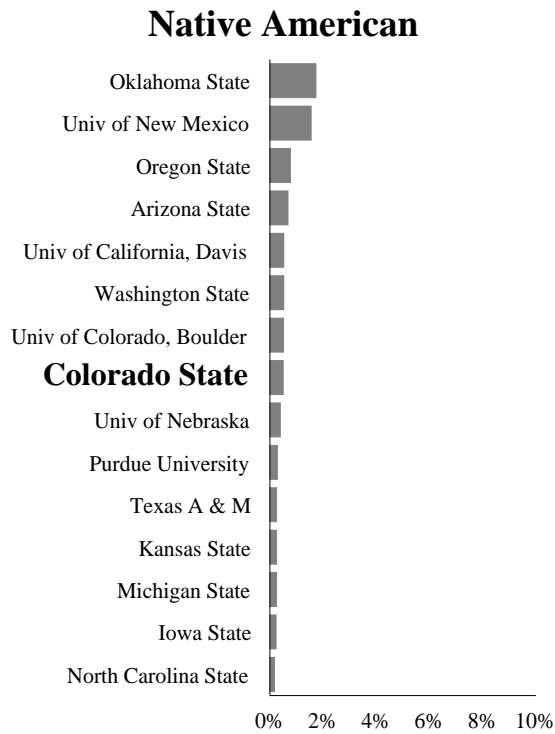 Native American
Oklahoma State
Univ of New Mexico
Oregon State
Arizona State
Univ of California, Davis
Washington State
Univ of Colorado, Boulder
Colorado State
Univ of Nebraska
Purdue University
Texas A & M
Kansas State
Michigan State
Iowa State
North Carolina State
0% 2% 4% 6% 8% 10%